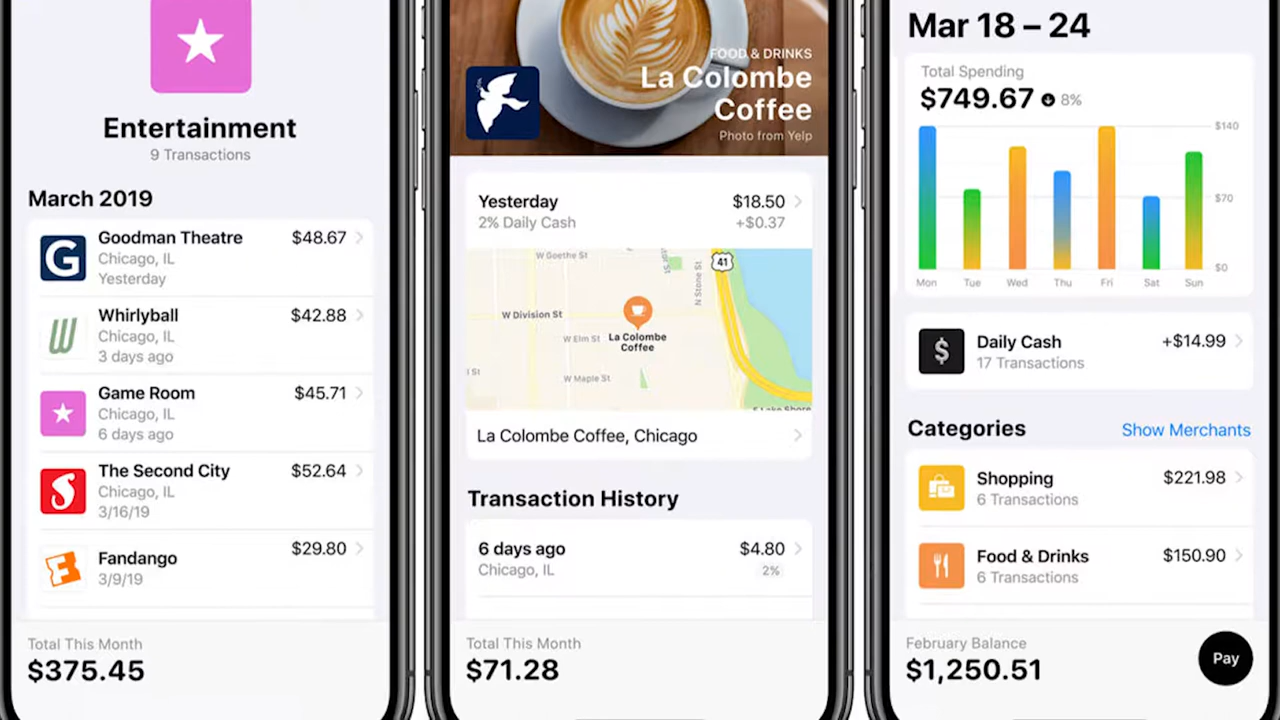 Entertainment
9 Transactions
March 2019
G
Goodman Theatre
$48.67
Chicago, IL
Yesterday
W
Whirlyball
$42.88
Chicago, IL
3 days ago
Game Room
$45.71
Chicago, IL
6 days ago
S
The Second City
$52.64
Chicago, IL
3/16/19
F
Fandango
$29.80
3/9/19
Total This Month
$375.45
FOOD & DRINKS
La Colombe
Coffee
Photo from Yelp
Yesterday
$18.50
2% Daily Cash
+$0.37
W Goethe St
41
N Stone St
W Division St
W Elm St
La Colombe
Coffee
l St
W Maple St
E Lake Shore
La Colombe Coffee, Chicago
Transaction History
6 days ago
$4.80
Chicago, IL
2%
Total This Month
$71.28
Mar 18 – 24
Total Spending
$749.67 8%
$140
$70
$0
Mon Tue Wed Thu Fri Sat Sun
$
Daily Cash
+$14.99
17 Transactions
Categories
Show Merchants
Shopping
$221.98
6 Transactions
Food & Drinks
$150.90
6 Transactions
February Balance
$1,250.51
Pay